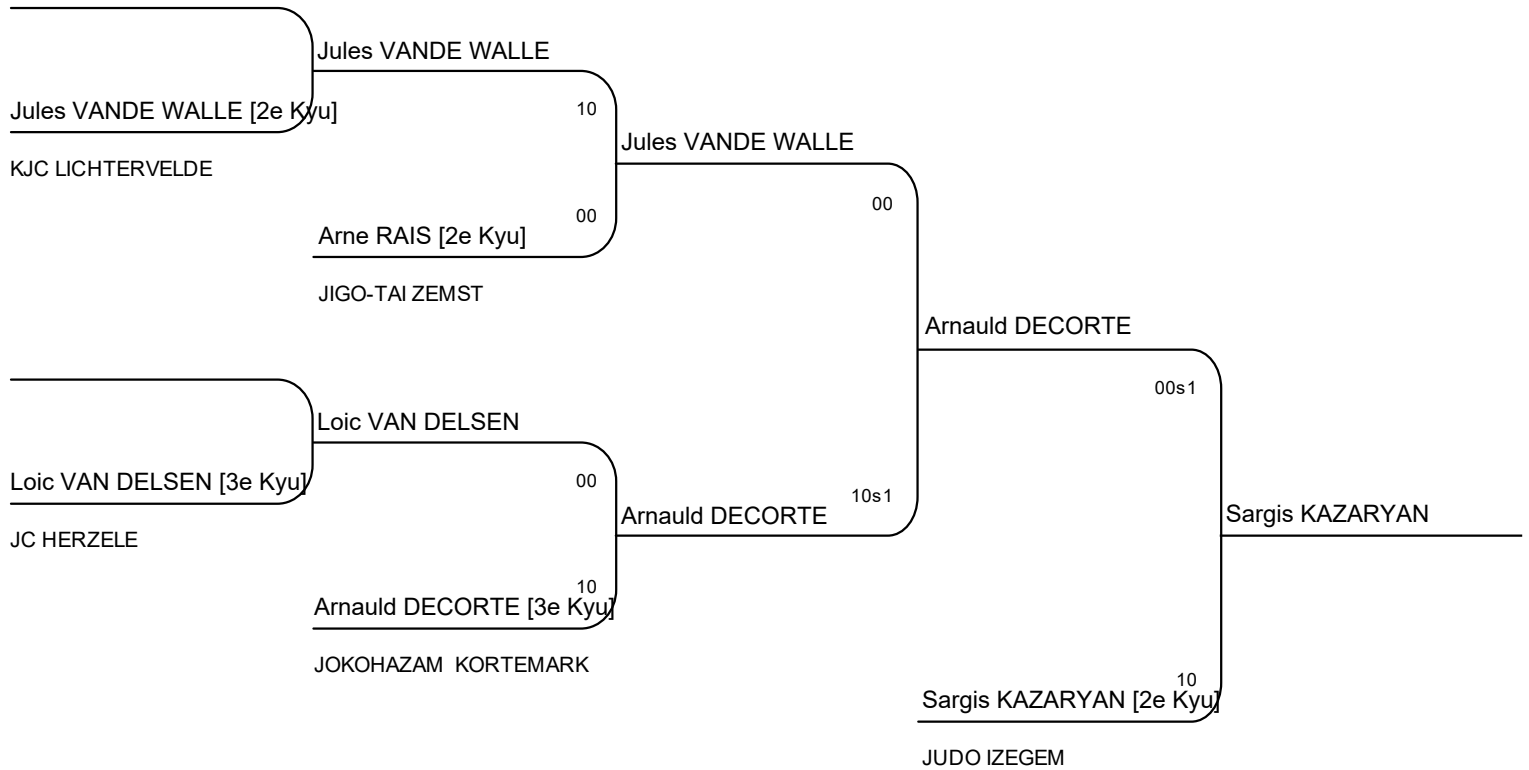 Jules VANDE WALLE
Jules VANDE WALLE [2e Kyu]
KJC LICHTERVELDE
10
Jules VANDE WALLE
00
Arne RAIS [2e Kyu]
JIGO-TAI ZEMST
00
Arnauld DECORTE
00s1
Loic VAN DELSEN
Loic VAN DELSEN [3e Kyu]
JC HERZELE
00
10s1
Arnauld DECORTE
Sargis KAZARYAN
10
Arnauld DECORTE [3e Kyu]
JOKOHAZAM KORTEMARK
10
Sargis KAZARYAN [2e Kyu]
JUDO IZEGEM